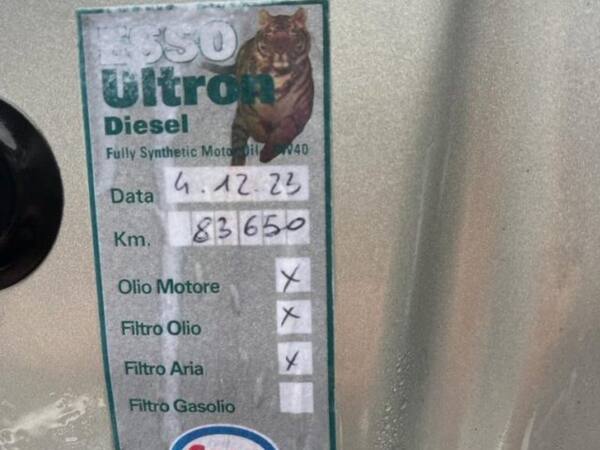 ESSO
Ultron
Diesel
Fully Synthetic Motor Oil
Data 4.12.23
Km. 83650
Olio Motore X
Filtro Olio X
Filtro Aria X
Filtro Gasolio